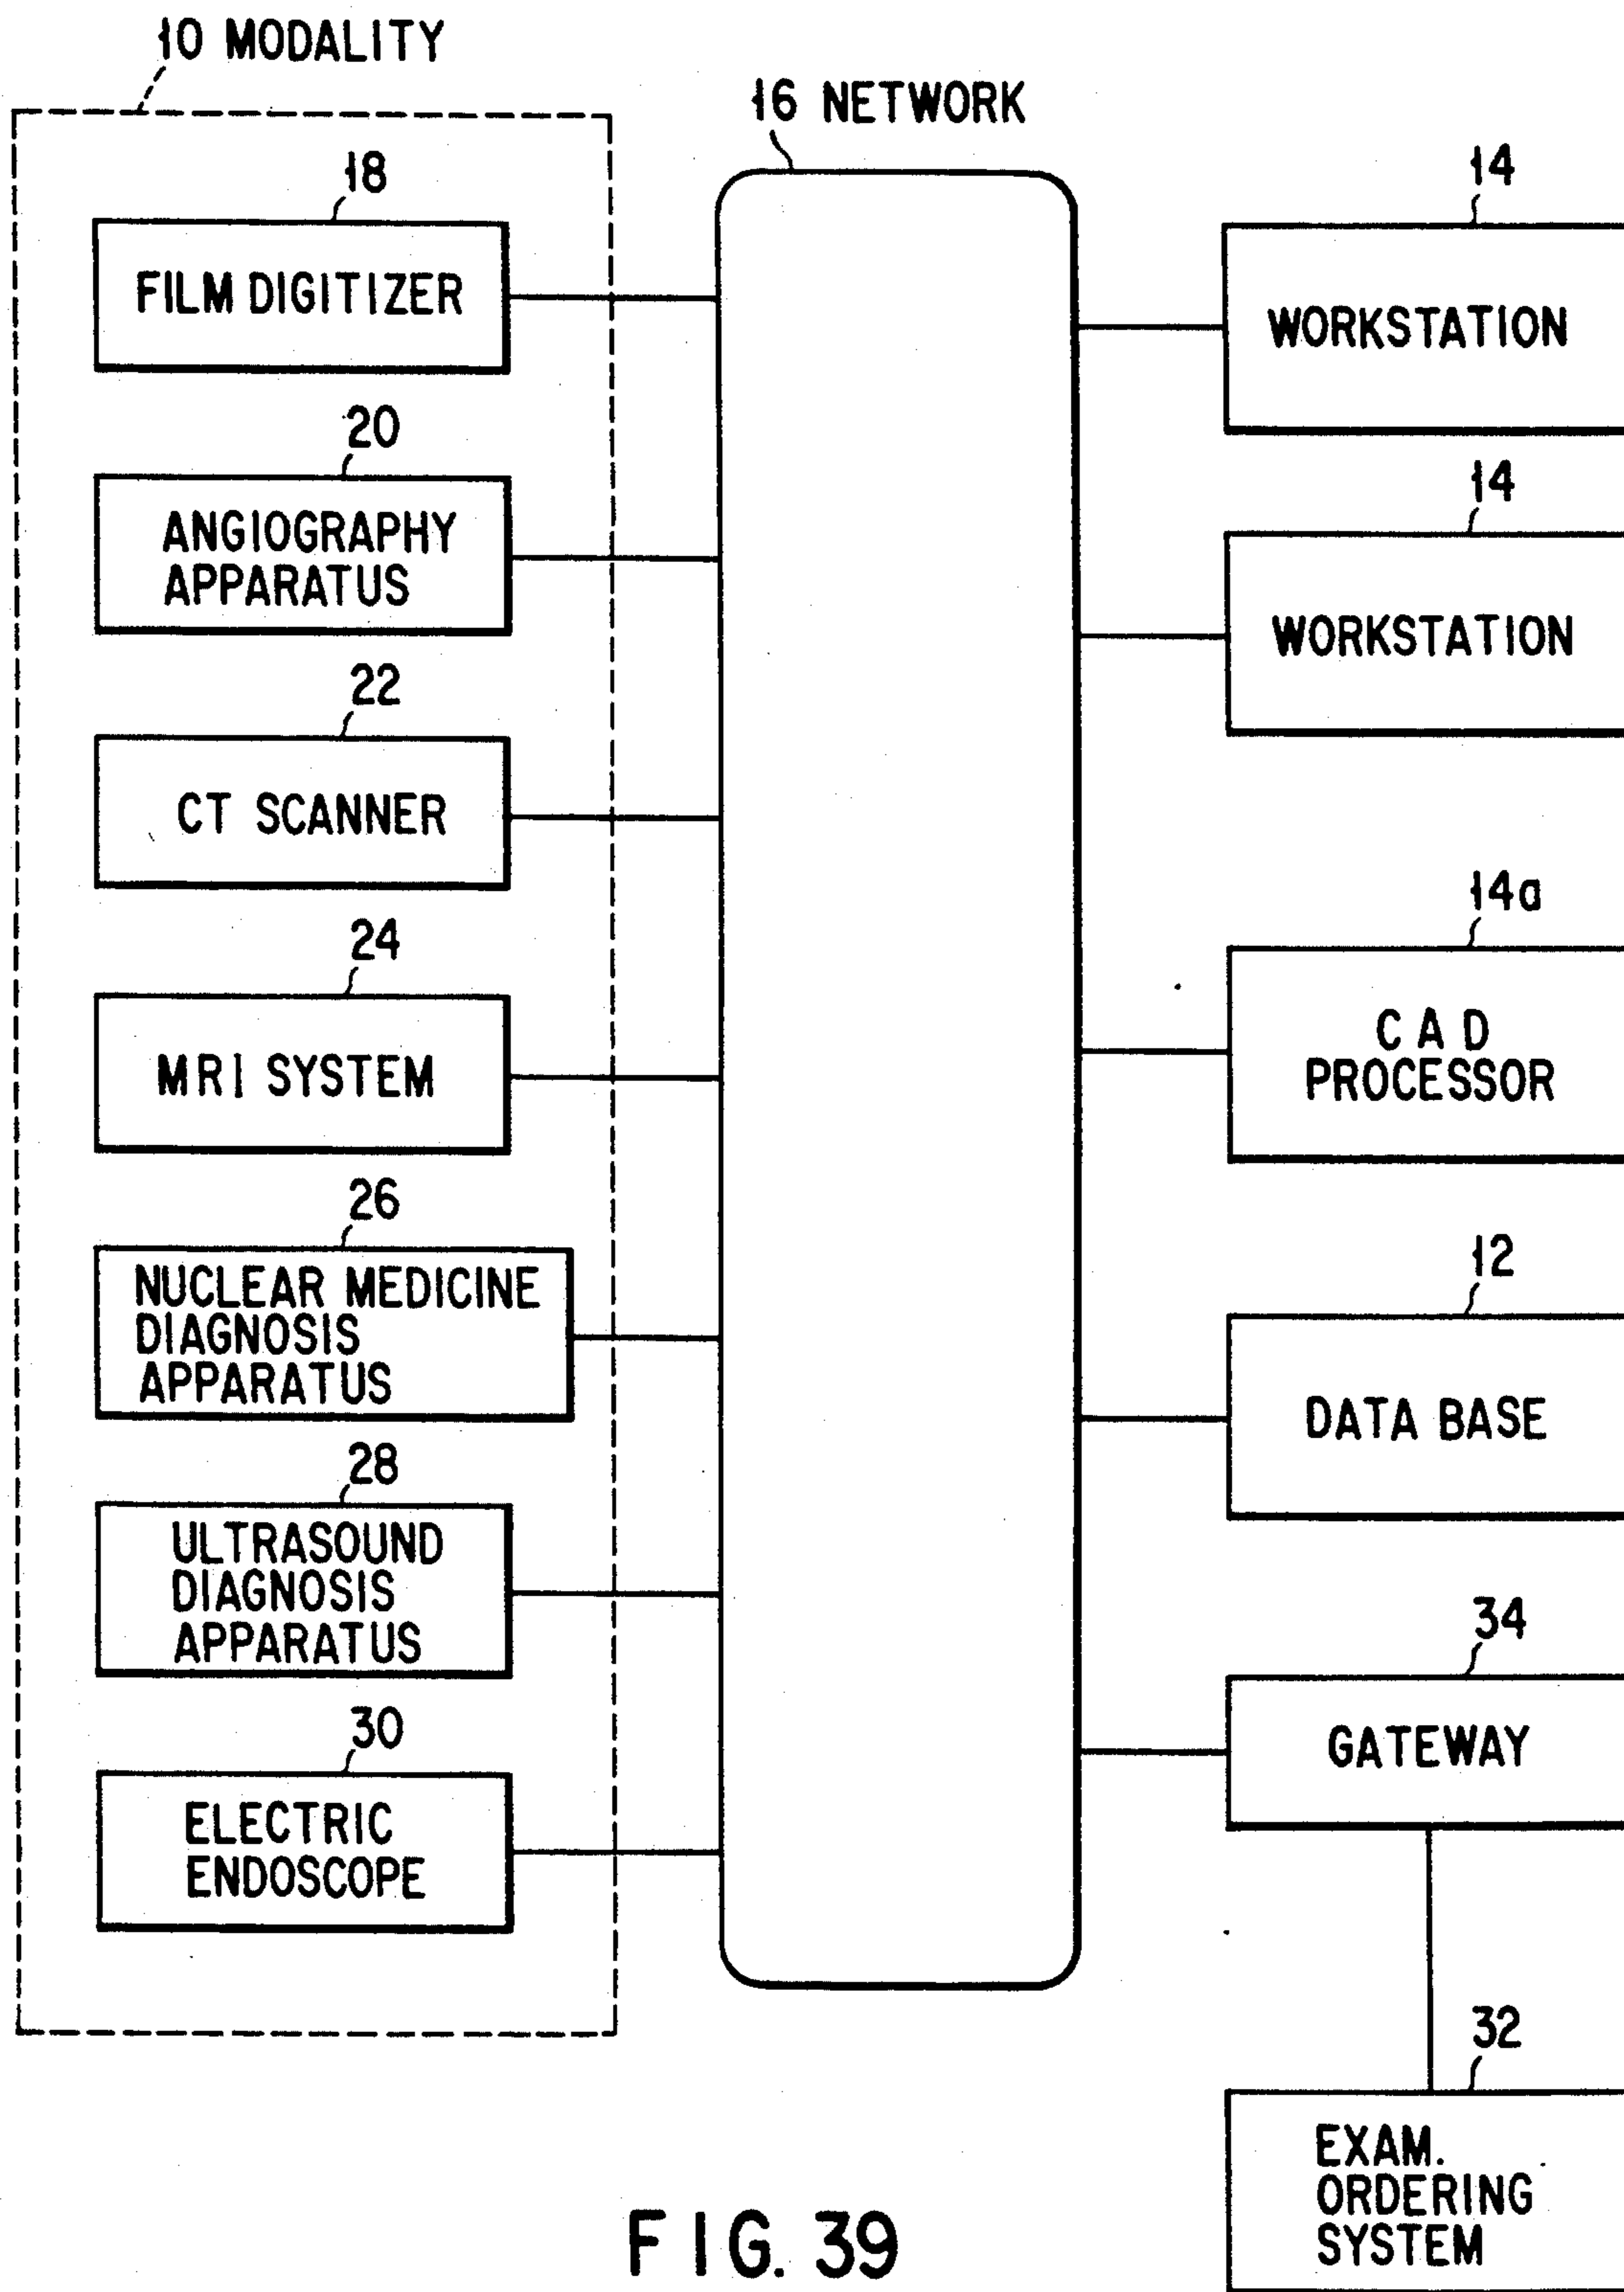 10 MODALITY
18
FILM DIGITIZER
20
ANGIOGRAPHY
APPARATUS
22
CT SCANNER
24
MRI SYSTEM
26
NUCLEAR MEDICINE
DIAGNOSIS
APPARATUS
28
ULTRASOUND
DIAGNOSIS
APPARATUS
30
ELECTRIC
ENDOSCOPE
16 NETWORK
14
WORKSTATION
14
WORKSTATION
14a
CAD
PROCESSOR
12
DATA BASE
34
GATEWAY
32
EXAM.
ORDERING
SYSTEM
FIG. 39